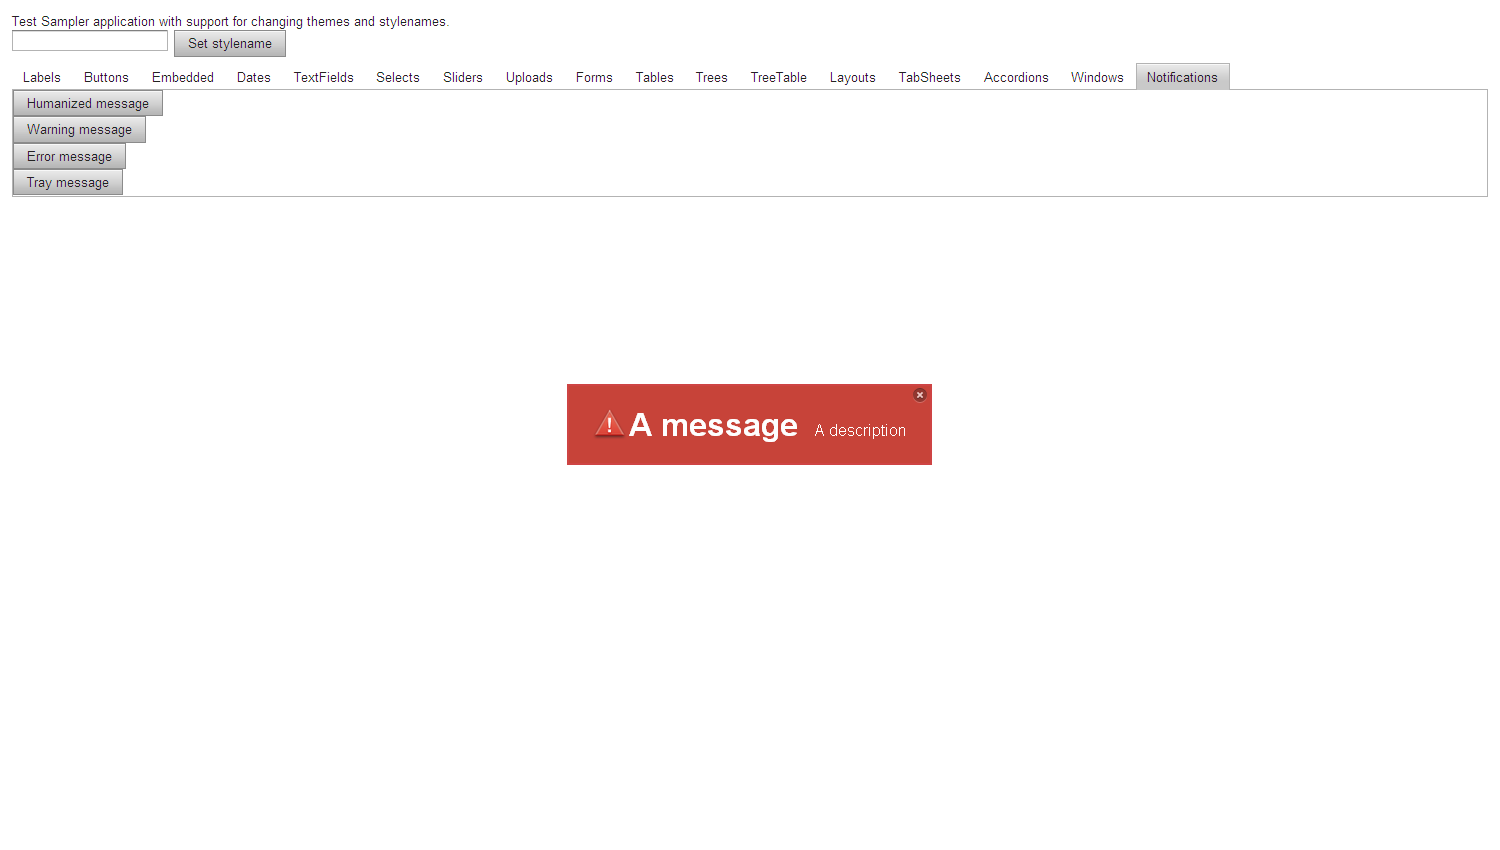 Test Sampler application with support for changing themes and stylenames.
Set stylename
Labels Buttons Embedded Dates TextFields Selects Sliders Uploads Forms Tables Trees TreeTable Layouts TabSheets Accordions Windows Notifications
Humanized message
Warning message
Error message
Tray message
A message A description